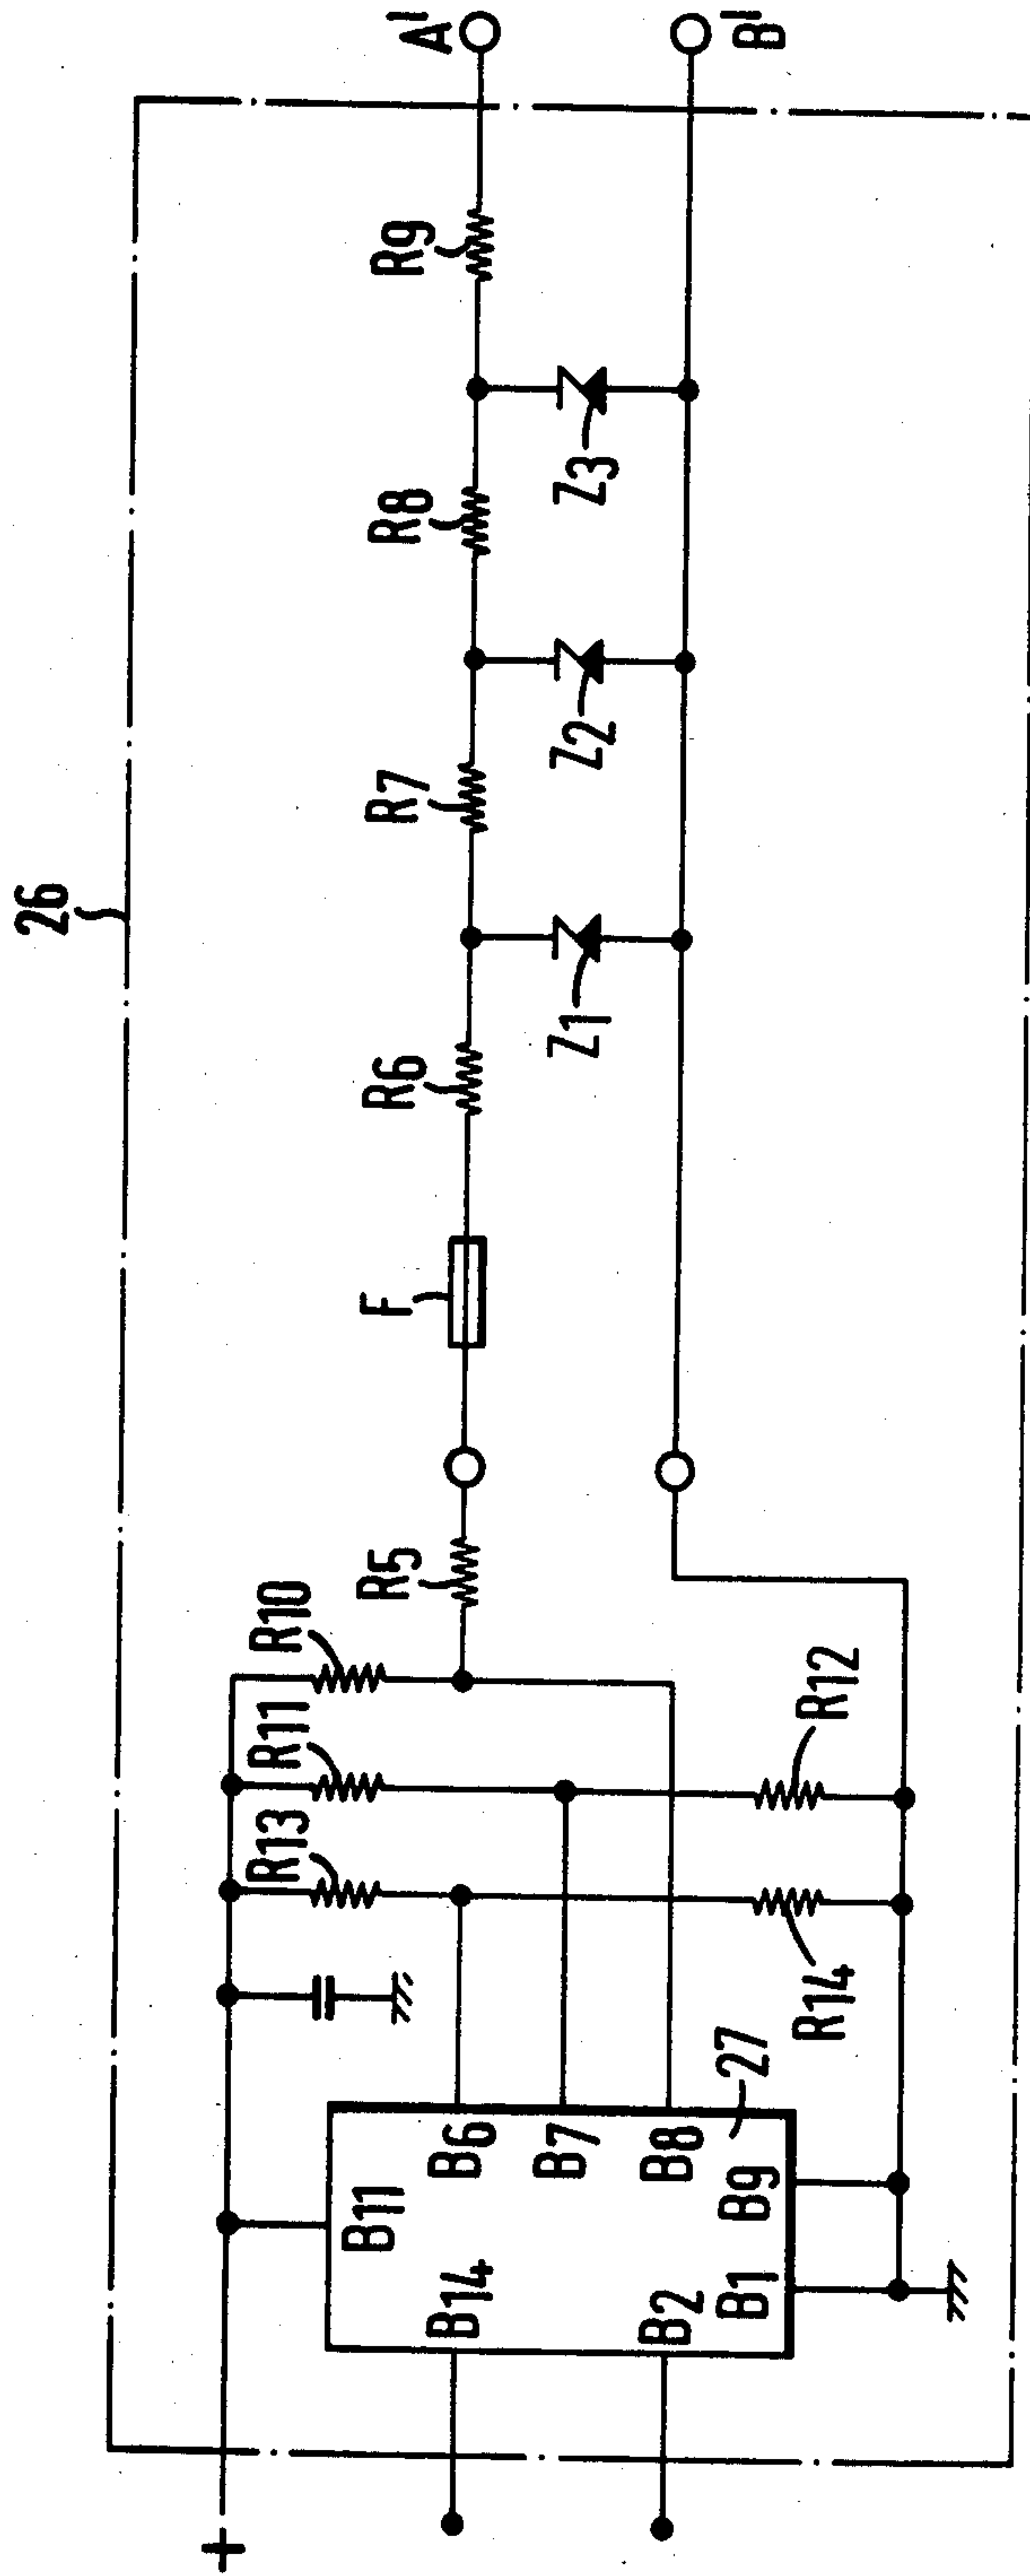 26
A'
B'
R9
R8
R7
R6
F
R5
Z3
Z2
Z1
R10
R11
R13
R12
R14
27
B11
B14
B6
B7
B8
B2
B1
B9
+